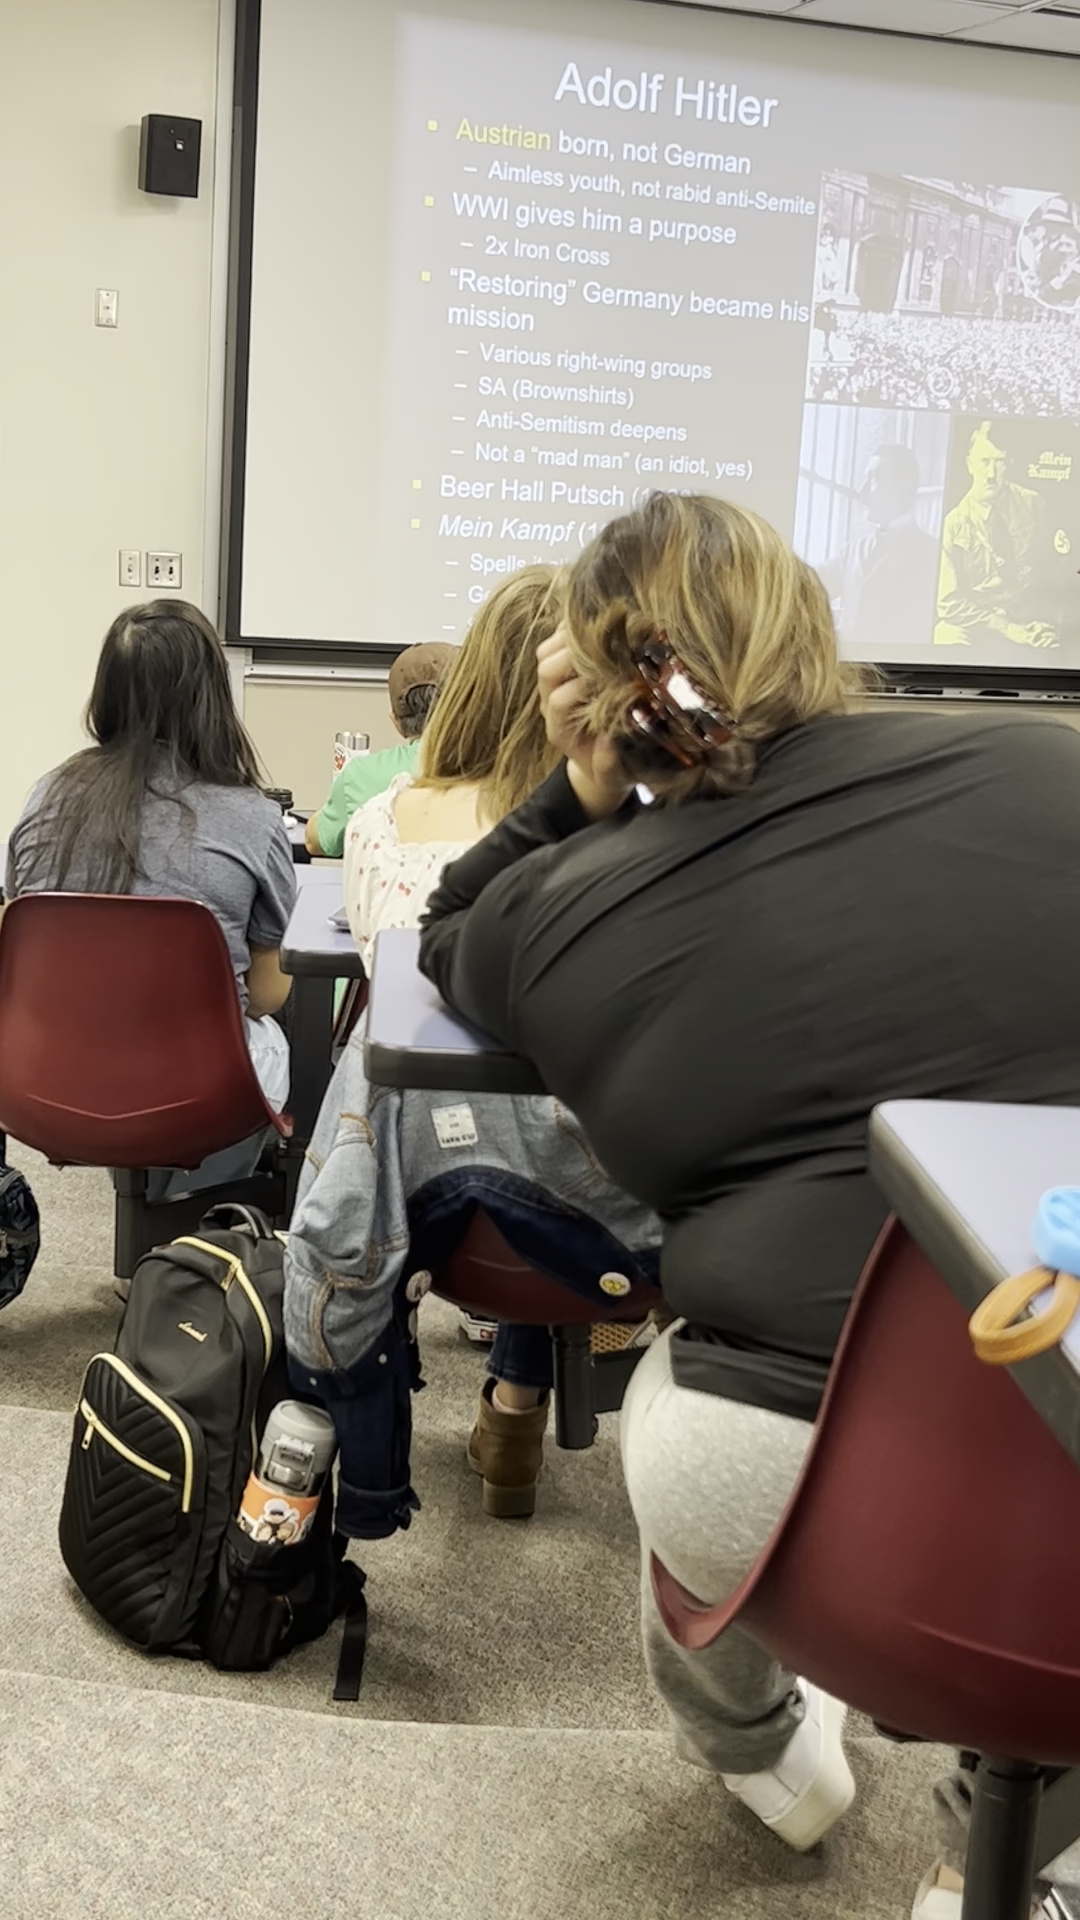 Adolf Hitler
Austrian born, not German
– Aimless youth, not rabid anti-Semite
WWI gives him a purpose
– 2x Iron Cross
“Restoring” Germany became his
mission
– Various right-wing groups
– SA (Brownshirts)
– Anti-Semitism deepens
– Not a “mad man” (an idiot, yes)
Beer Hall Putsch
Mein Kampf
– Spells
Mein
Kampf